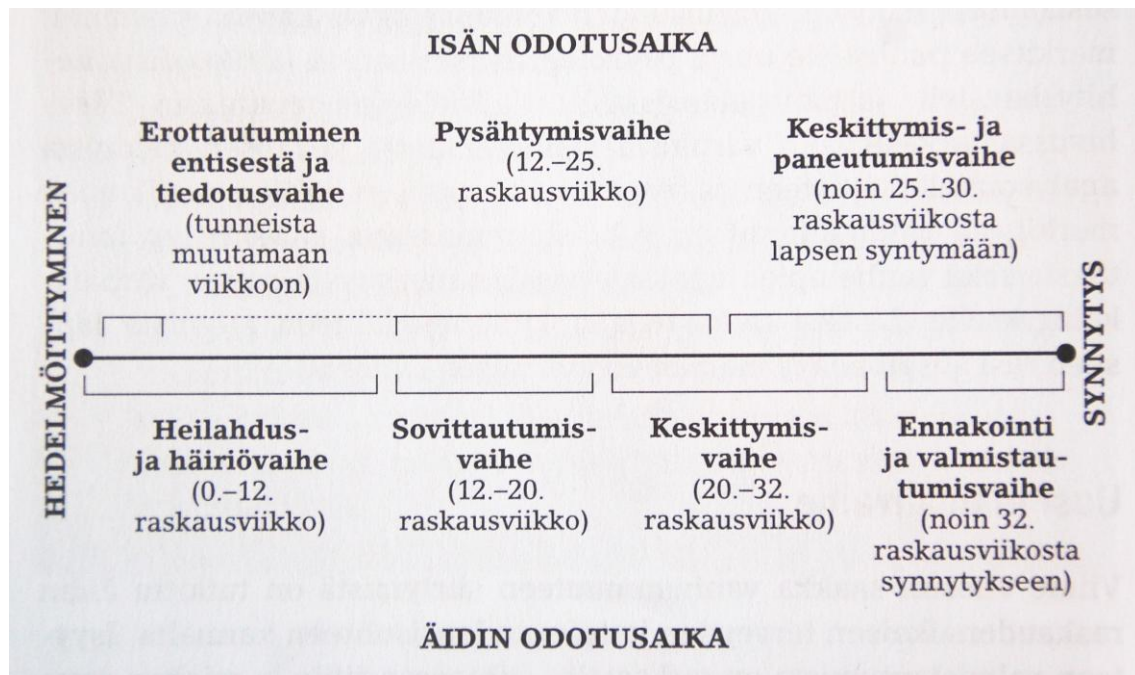 ISÄN ODOTUSAIKA
Erottautuminen
entisestä ja
tiedotusvaihe
(tunneista
muutamaan
viikkoon)
Pysähtymisvaihe
(12.–25.
raskausviikko)
Keskittymis- ja
paneutumisvaihe
(noin 25–30.
raskausviikosta
lapsen syntymään)
HEDELMÖITTYMINEN
SYNNYTYS
Heilahdus-
ja häiriövaihe
(0.–12.
raskausviikko)
Sovittautumis-
vaihe
(12.–20.
raskausviikko)
Keskittymis-
vaihe
(20.–32.
raskausviikko)
Ennakointi
ja valmistau-
tumisvaihe
(noin 32.
raskausviikosta
synnytykseen)
ÄIDIN ODOTUSAIKA